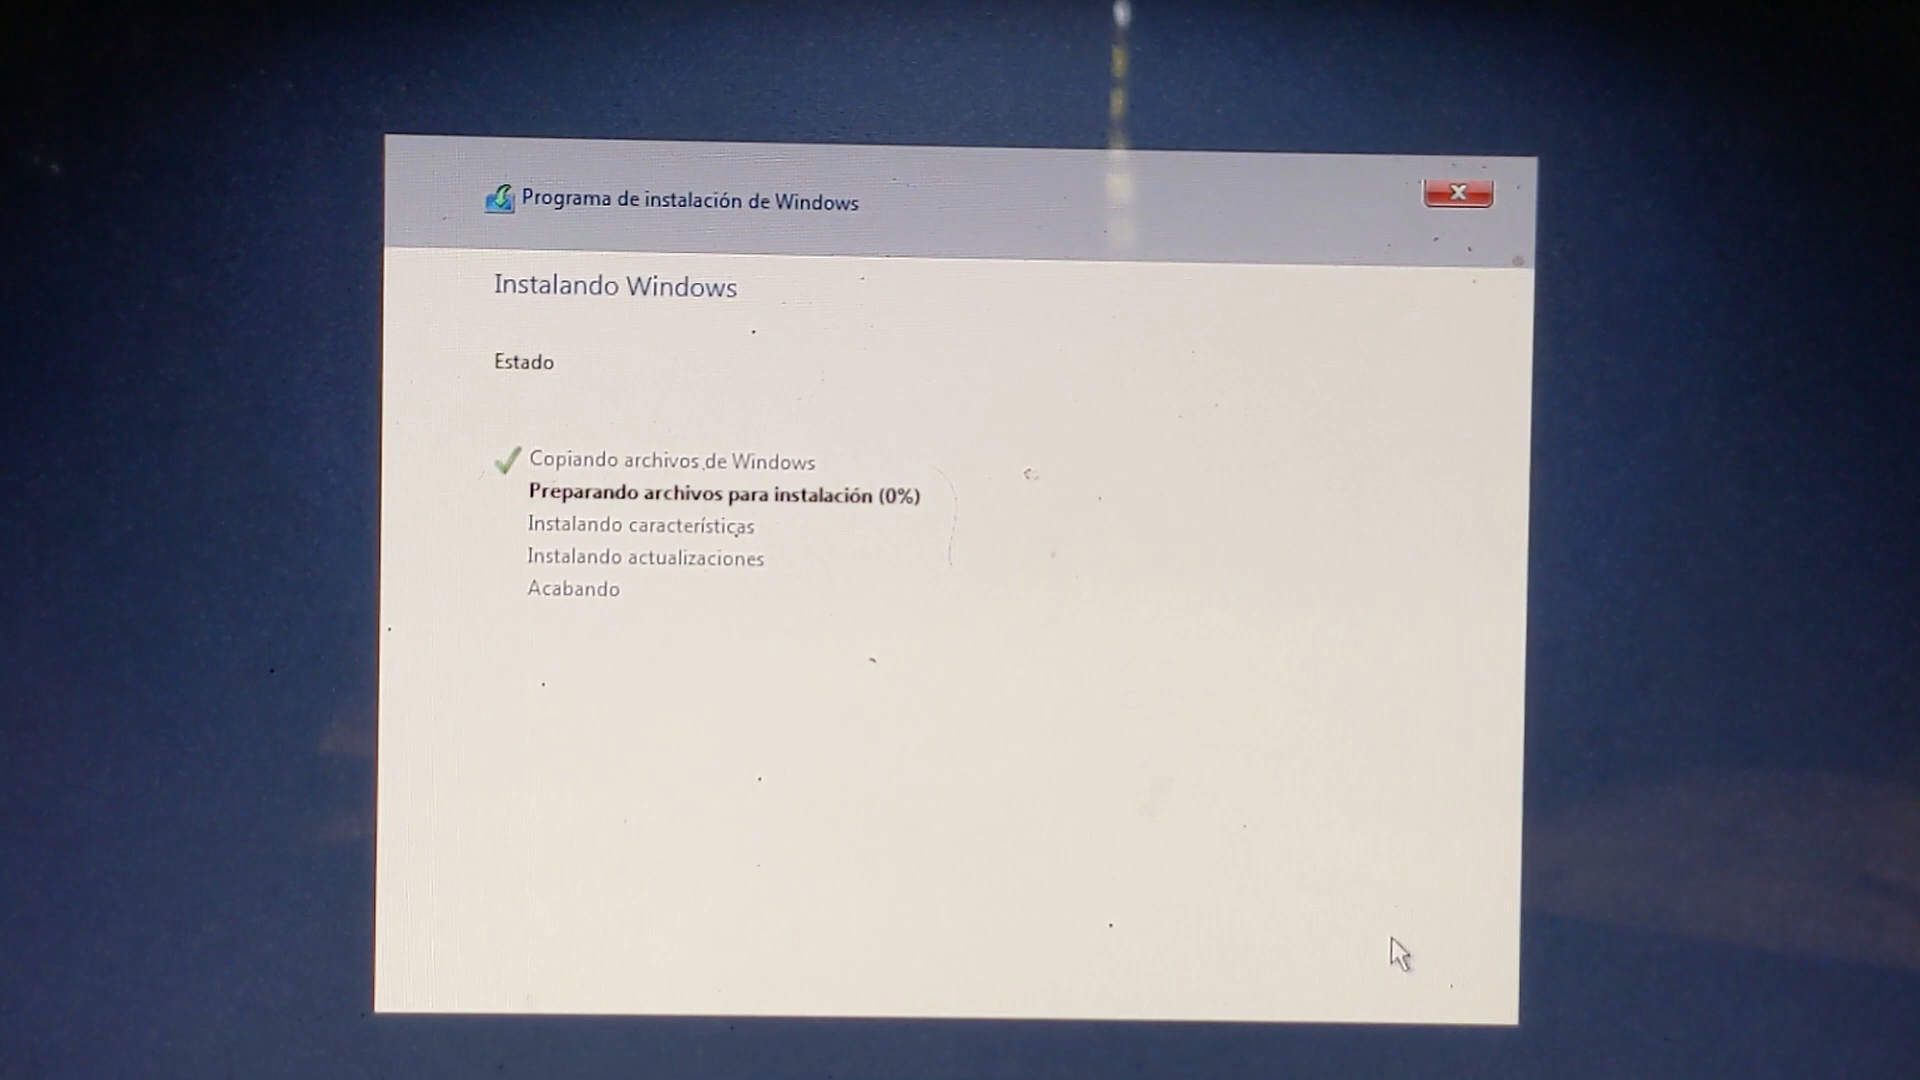 Programa de instalación de Windows
Instalando Windows
Estado
Copiando archivos de Windows
Preparando archivos para instalación (0%)
Instalando características
Instalando actualizaciones
Acabando